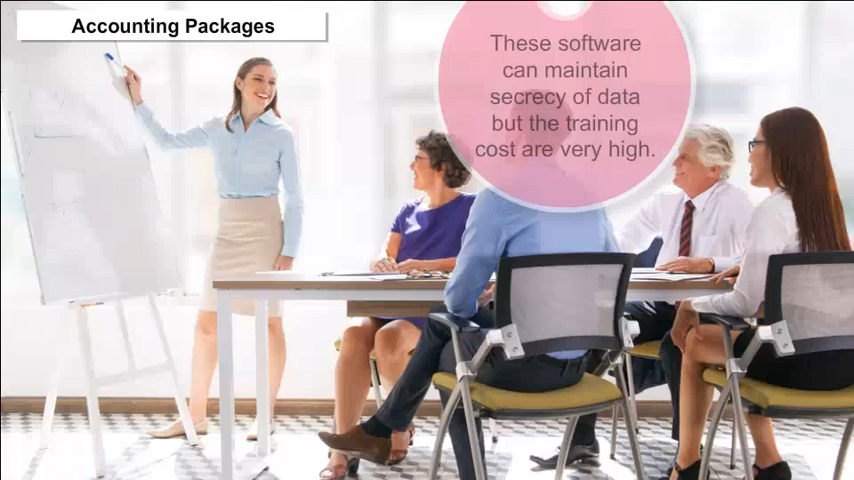 Accounting Packages
These software
can maintain
secrecy of data
but the training
cost are very high.